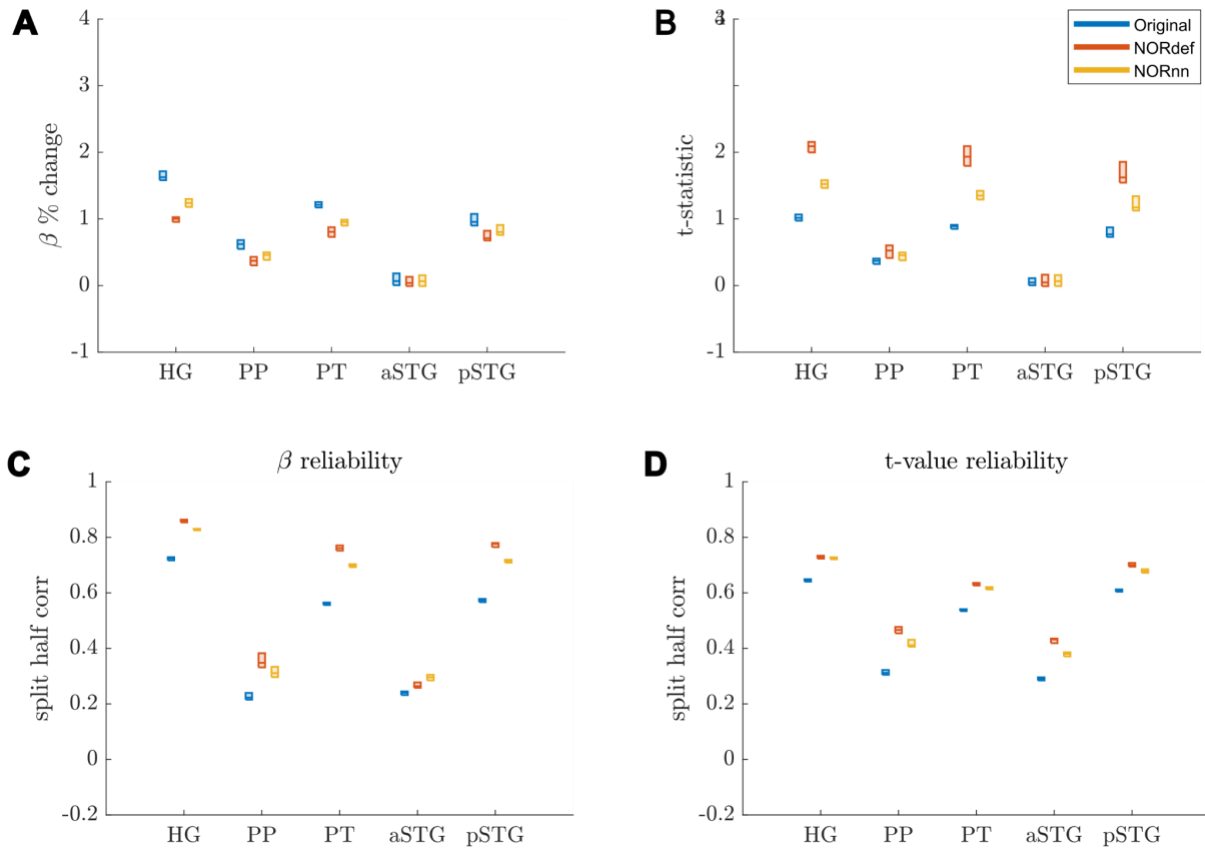 A
4
3
2
1
0
-1
β % change
HG PP PT aSTG pSTG
B
Original
NORdef
NORnn
2
1
0
-1
t-statistic
HG PP PT aSTG pSTG
C
β reliability
1
0.8
0.6
0.4
0.2
0
-0.2
split half corr
HG PP PT aSTG pSTG
D
t-value reliability
1
0.8
0.6
0.4
0.2
0
-0.2
split half corr
HG PP PT aSTG pSTG